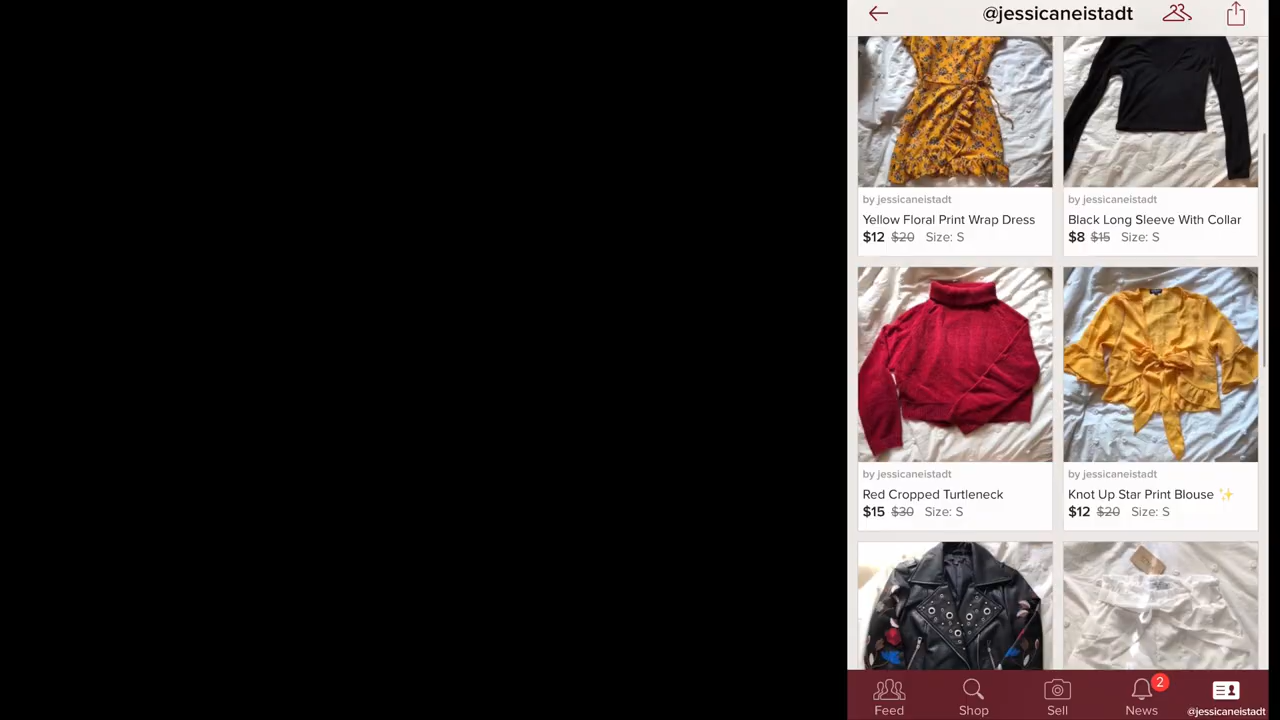 @jessicaneistadt
by jessicaneistadt
Yellow Floral Print Wrap Dress
$12 $20 Size: S
by jessicaneistadt
Black Long Sleeve With Collar
$8 $15 Size: S
by jessicaneistadt
Red Cropped Turtleneck
$15 $30 Size: S
by jessicaneistadt
Knot Up Star Print Blouse ✨
$12 $20 Size: S
Feed
Shop
Sell
2
News
@jessicaneistadt